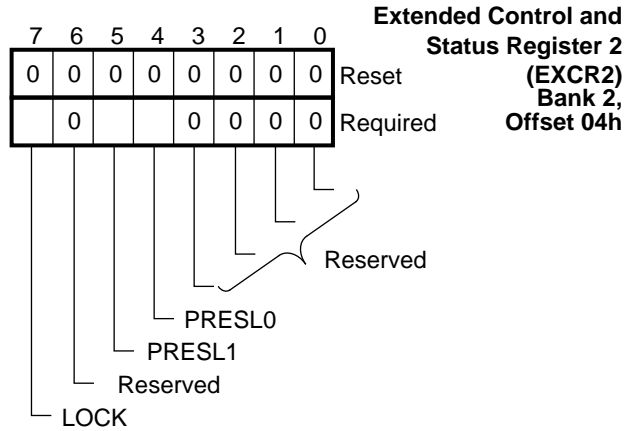 Extended Control and
Status Register 2
(EXCR2)
Bank 2,
Offset 04h
7 6 5 4 3 2 1 0
0 0 0 0 0 0 0 0 Reset
0 0 0 0 0 Required
Reserved
PRESL0
PRESL1
Reserved
LOCK